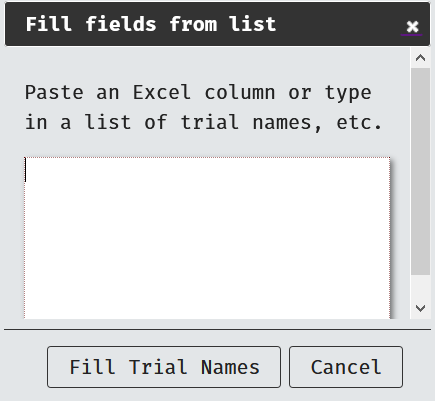 Fill fields from list
Paste an Excel column or type
in a list of trial names, etc.
Fill Trial Names
Cancel